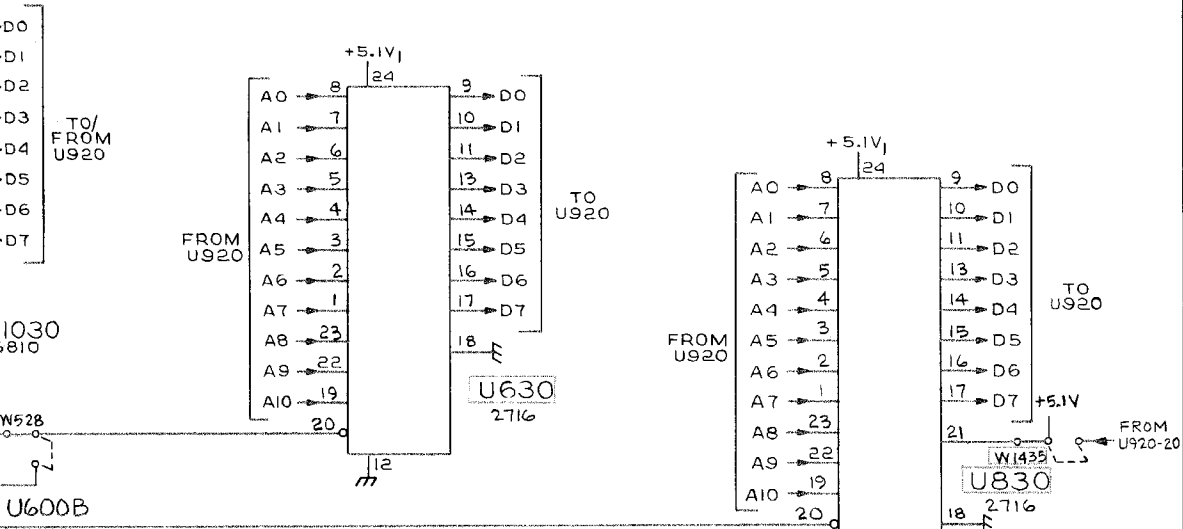 D0
D1
D2
D3
D4
D5
D6
D7
TO/
FROM
U920
1030
6810
W528
U600B
+5.1V1
24
FROM
U920
A0 8
A1 7
A2 6
A3 5
A4 4
A5 3
A6 2
A7 1
A8 23
A9 22
A10 19
20
12
9 D0
10 D1
11 D2
13 D3
14 D4
15 D5
16 D6
17 D7
18
TO
U920
U630
2716
+5.1V1
24
FROM
U920
A0 8
A1 7
A2 6
A3 5
A4 4
A5 3
A6 2
A7 1
A8 23
A9 22
A10 19
20
9 D0
10 D1
11 D2
13 D3
14 D4
15 D5
16 D6
17 D7
TO
U920
+5.1V
21
W1435
FROM
U920-20
U830
2716
18